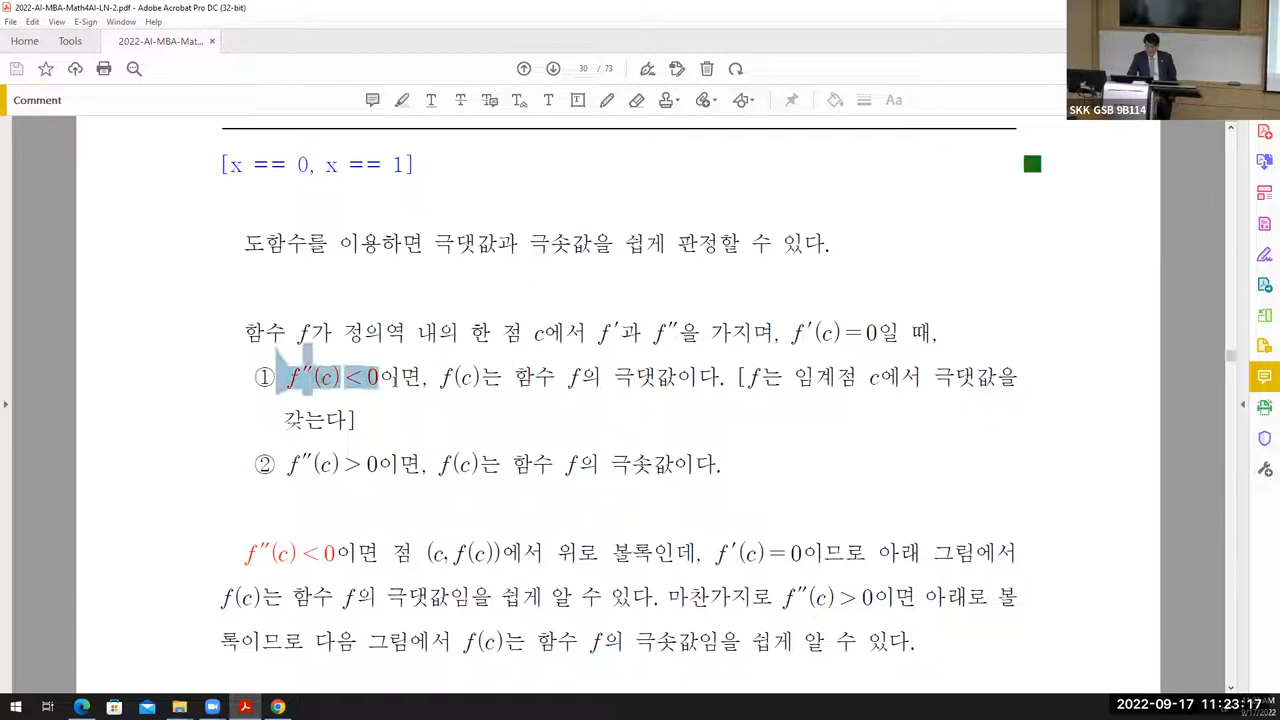 2022-AI-MBA-Math4AI-LN-2.pdf - Adobe Acrobat Pro DC (32-bit)
File Edit View E-Sign Window Help
Home Tools 2022-AI-MBA-Mat... ×
30 / 73
Comment
SKK GSB 9B114
[x == 0, x == 1]
도함수를 이용하면 극댓값과 극솟값을 쉽게 판정할 수 있다.
함수 f가 정의역 내의 한 점 c에서 f′과 f″을 가지며, f′(c)=0일 때,
① f″(c)<0이면, f(c)는 함수 f의 극댓값이다. [f는 임계점 c에서 극댓값을
갖는다]
② f″(c)>0이면, f(c)는 함수 f의 극솟값이다.
f″(c)<0이면 점 (c, f(c))에서 위로 볼록인데, f′(c)=0이므로 아래 그림에서
f(c)는 함수 f의 극댓값임을 쉽게 알 수 있다. 마찬가지로 f″(c)>0이면 아래로 볼
록이므로 다음 그림에서 f(c)는 함수 f의 극솟값임을 쉽게 알 수 있다.
2022-09-17 11:23:17